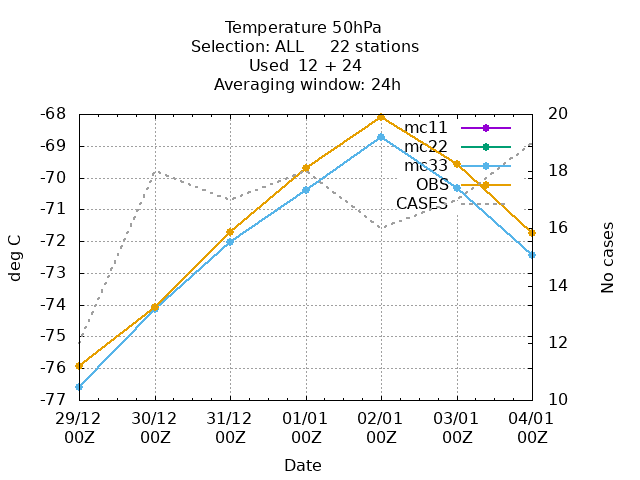 Temperature 50hPa
Selection: ALL     22 stations
Used  12 + 24
Averaging window: 24h
-68
-69
-70
-71
-72
-73
-74
-75
-76
-77
deg C
20
18
16
14
12
10
No cases
mc11
mc22
mc33
OBS
CASES
29/12 30/12 31/12 01/01 02/01 03/01 04/01
00Z 00Z 00Z 00Z 00Z 00Z 00Z
Date